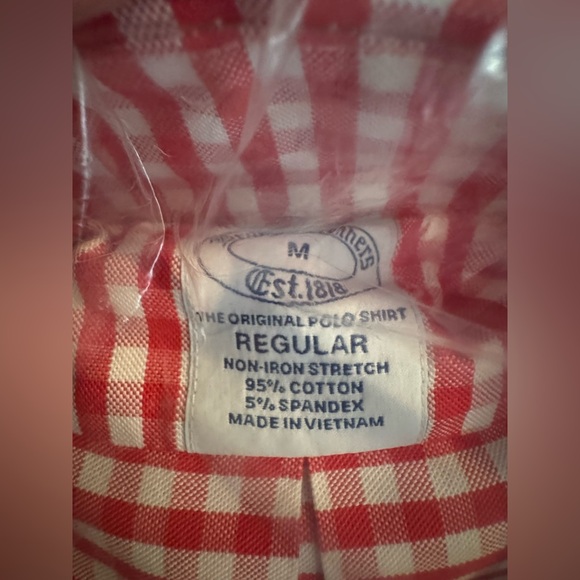 M
Est. 1818
THE ORIGINAL POLO SHIRT
REGULAR
NON-IRON STRETCH
95% COTTON
5% SPANDEX
MADE IN VIETNAM